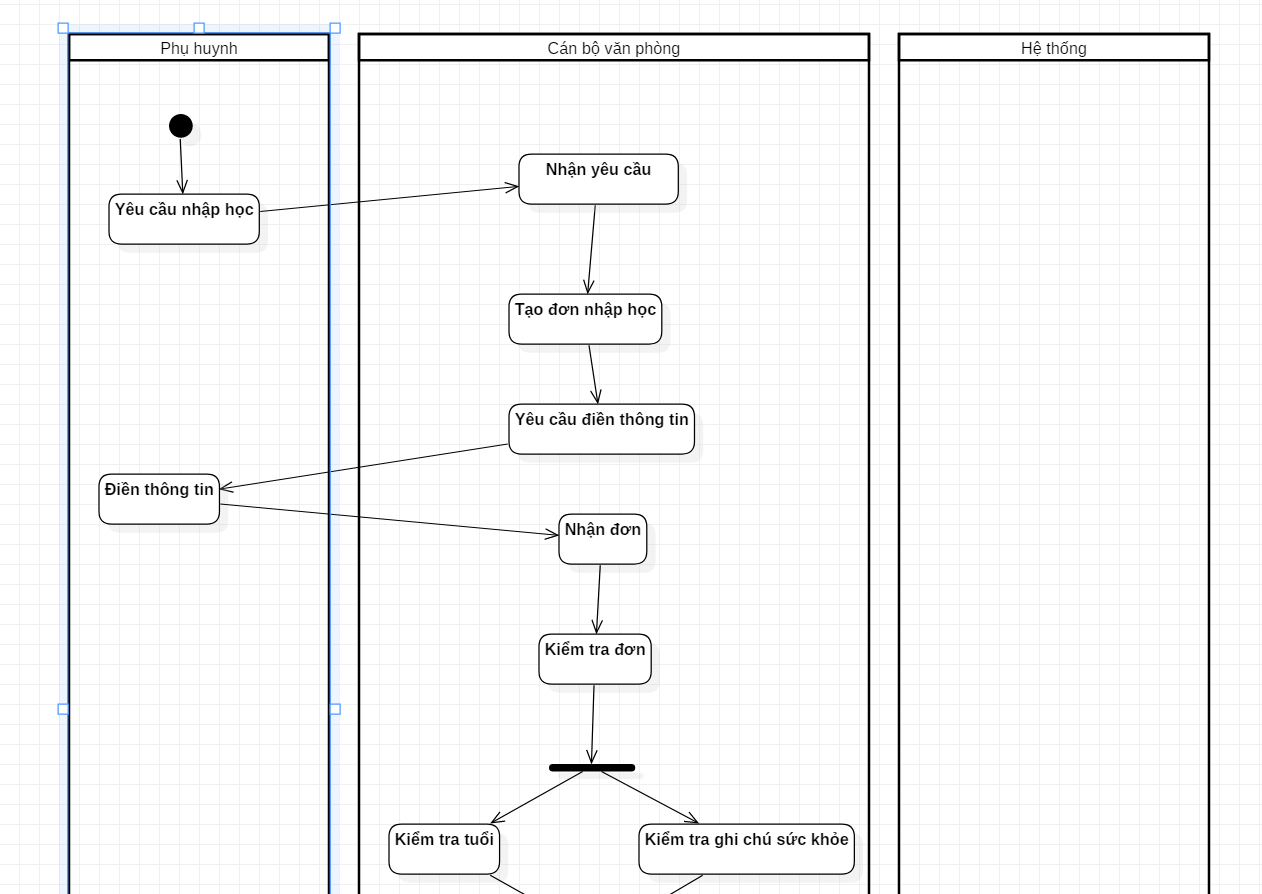 Phụ huynh
Cán bộ văn phòng
Hệ thống
Nhận yêu cầu
Yêu cầu nhập học
Tạo đơn nhập học
Yêu cầu điền thông tin
Điền thông tin
Nhận đơn
Kiểm tra đơn
Kiểm tra tuổi
Kiểm tra ghi chú sức khỏe